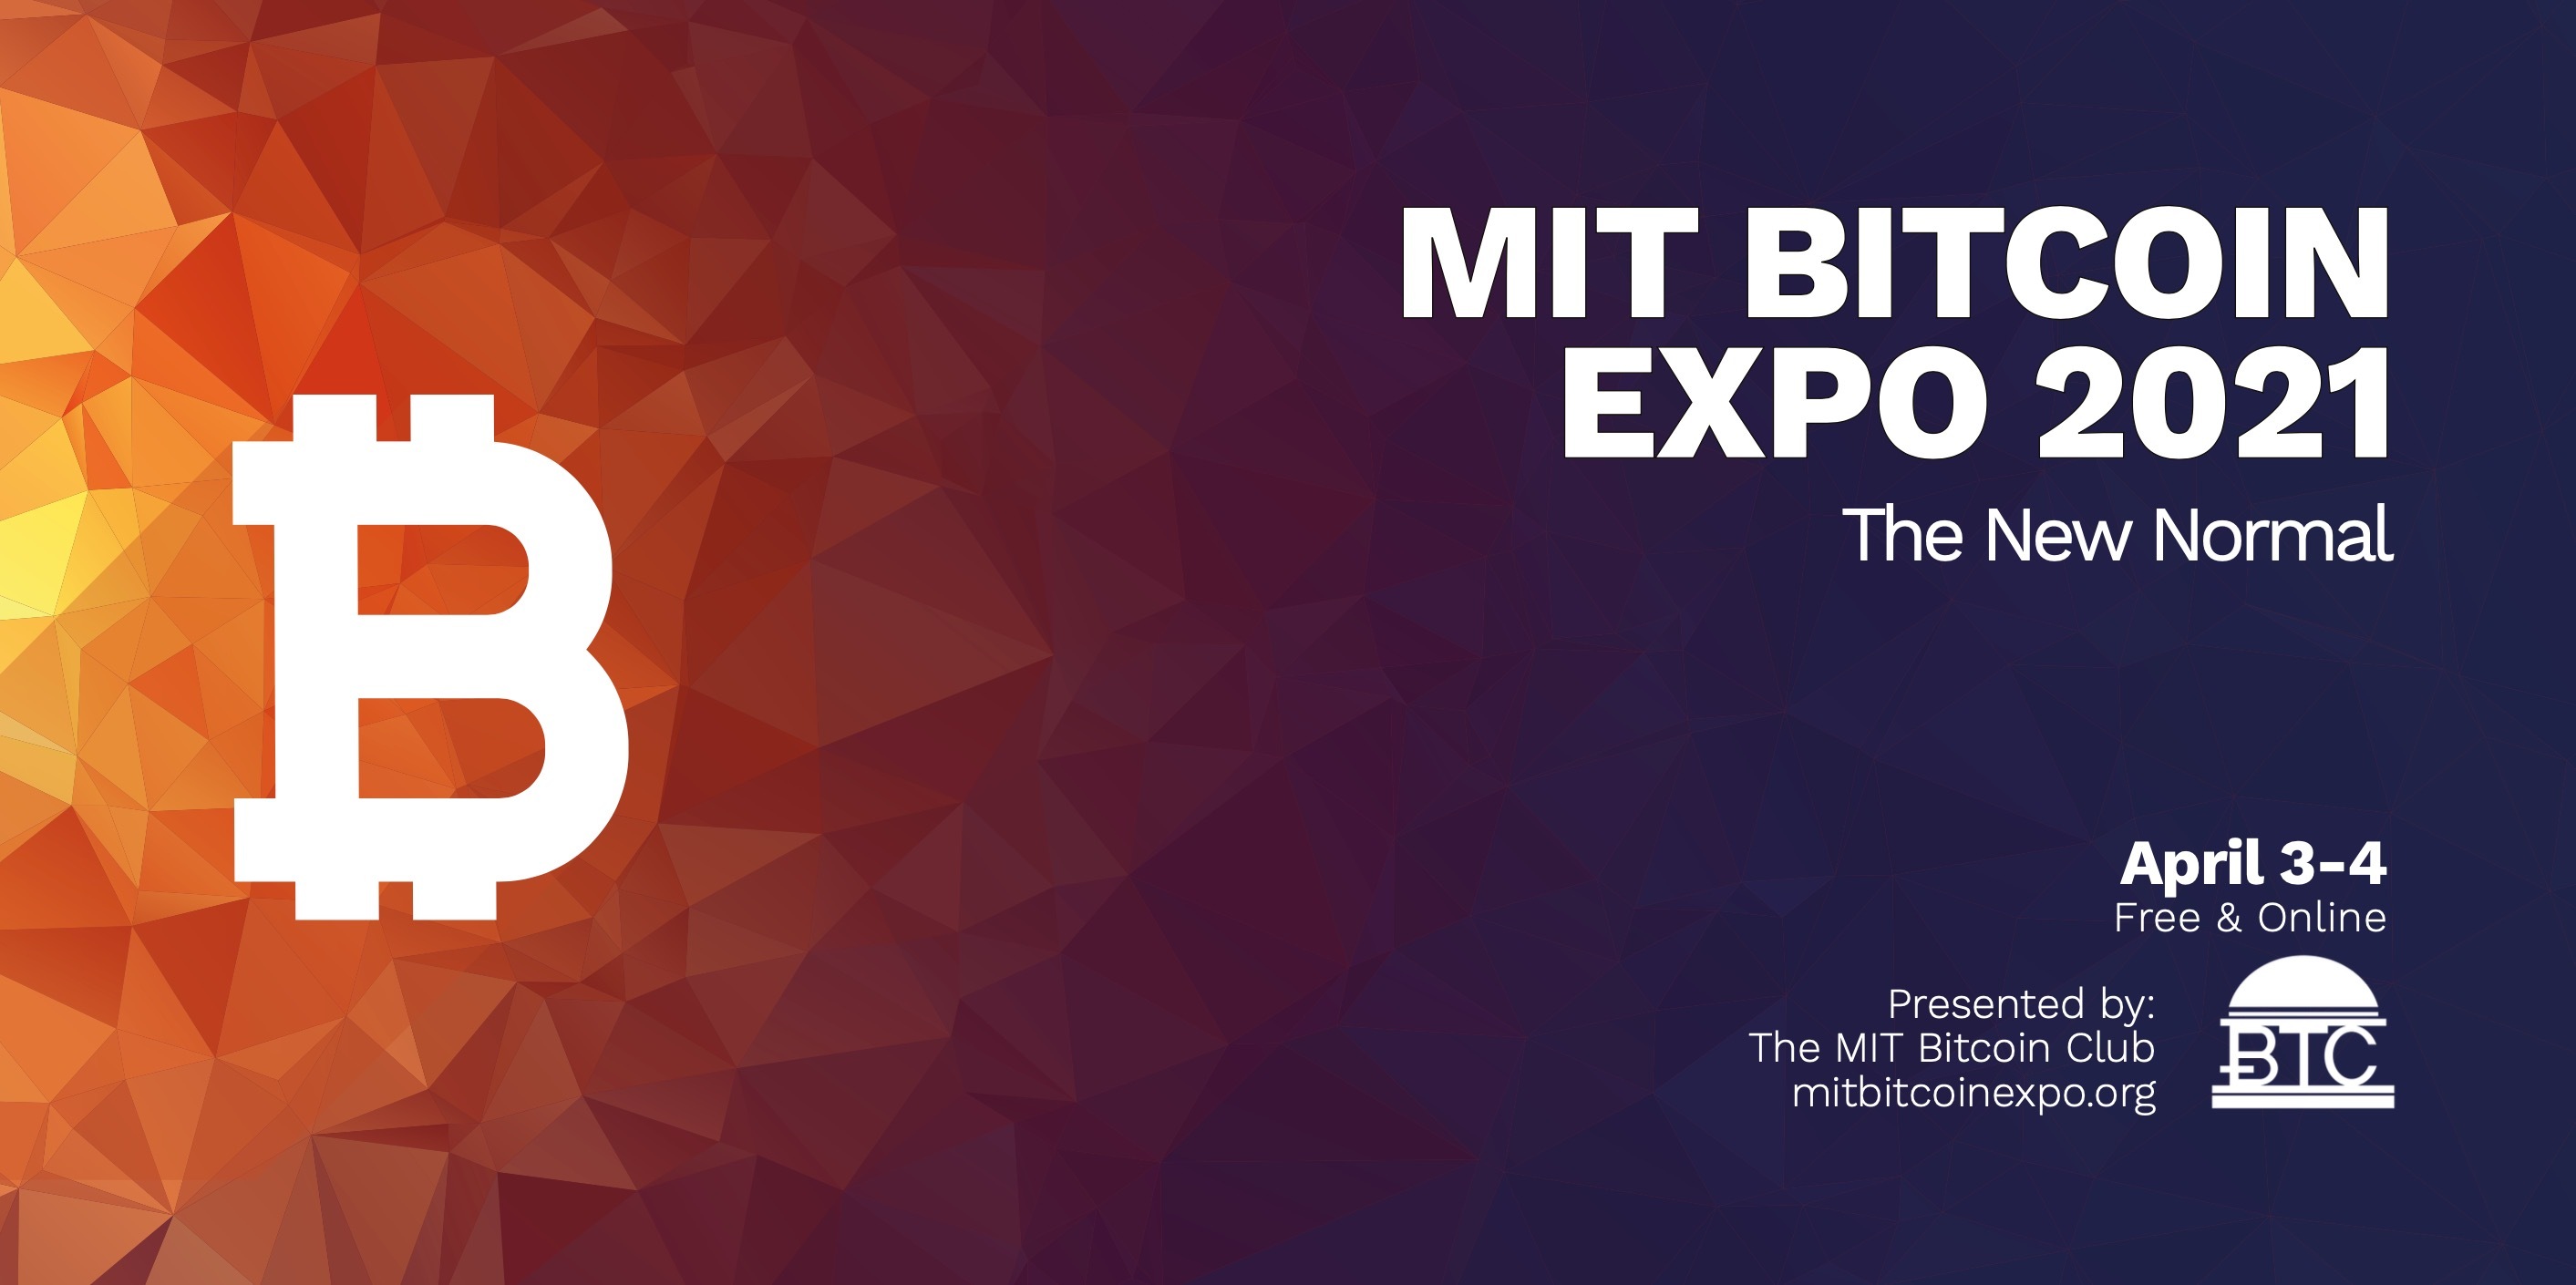 MIT BITCOIN
EXPO 2021
The New Normal
April 3-4
Free & Online
Presented by:
The MIT Bitcoin Club
mitbitcoinexpo.org
BTC